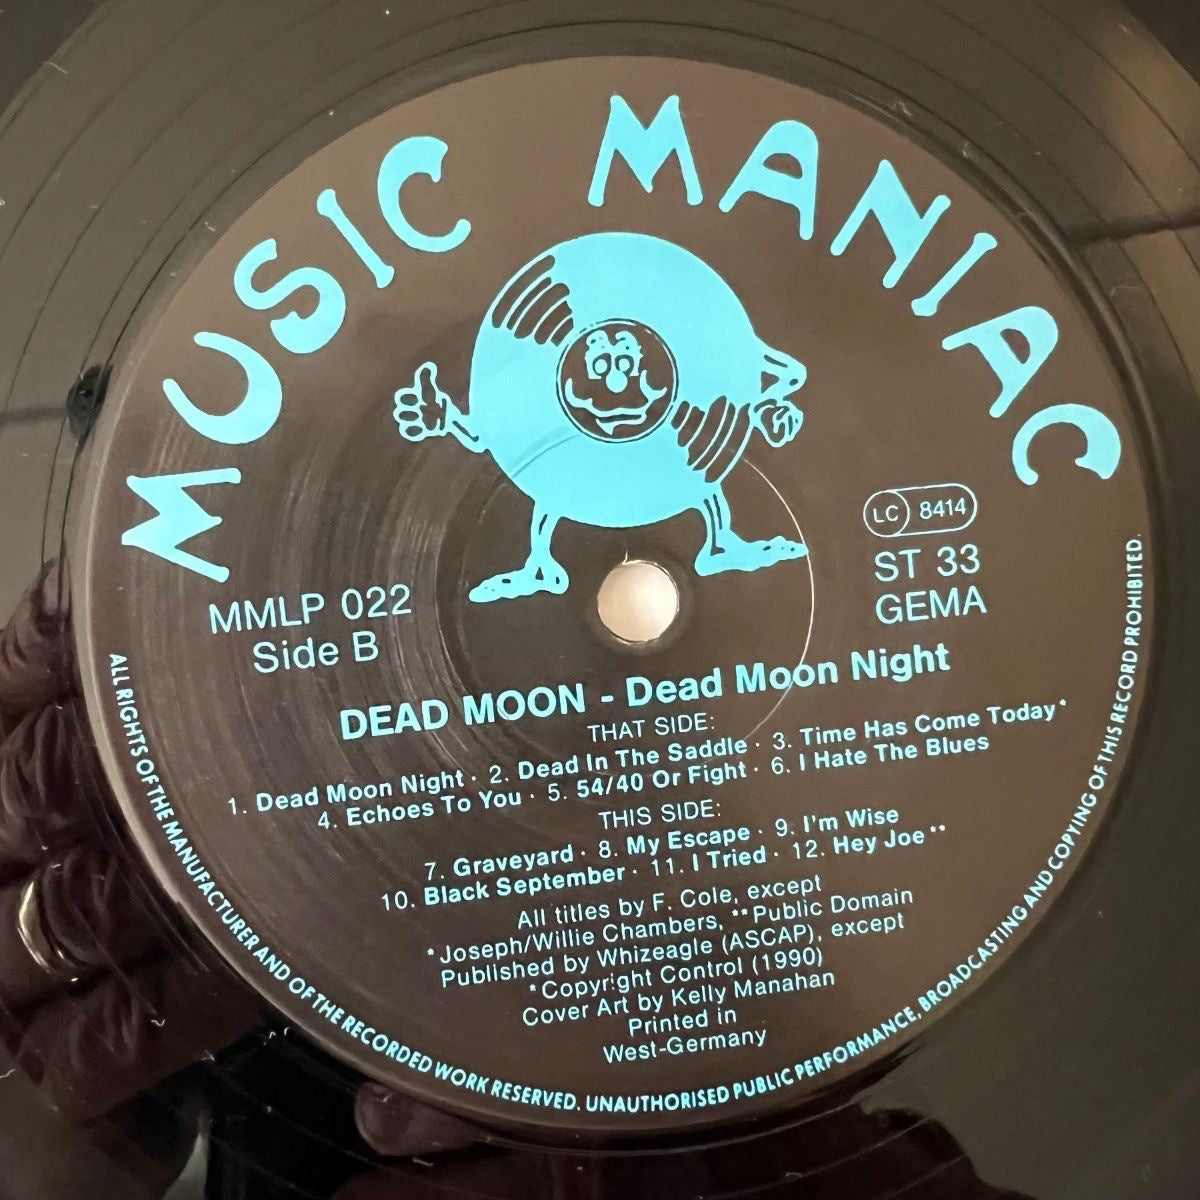 MUSIC MANIAC
LC 8414
ST 33
GEMA
MMLP 022
Side B
DEAD MOON - Dead Moon Night
THAT SIDE:
1. Dead Moon Night · 2. Dead In The Saddle · 3. Time Has Come Today*
4. Echoes To You · 5. 54/40 Or Fight · 6. I Hate The Blues
THIS SIDE:
7. Graveyard · 8. My Escape · 9. I'm Wise
10. Black September · 11. I Tried · 12. Hey Joe**
All titles by F. Cole, except
*Joseph/Willie Chambers, **Public Domain
Published by Whizeagle (ASCAP), except
*Copyright Control (1990)
Cover Art by Kelly Manahan
Printed in
West-Germany
ALL RIGHTS OF THE MANUFACTURER AND OF THE RECORDED WORK RESERVED. UNAUTHORISED PUBLIC PERFORMANCE, BROADCASTING AND COPYING OF THIS RECORD PROHIBITED.